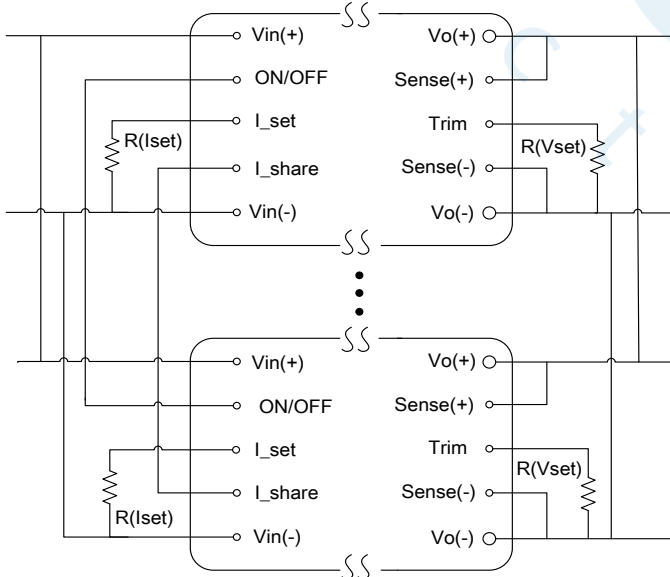 Vin(+)
Vo(+)
ON/OFF
Sense(+)
I_set
Trim
R(Iset)
R(Vset)
I_share
Sense(-)
Vin(-)
Vo(-)
Vin(+)
Vo(+)
ON/OFF
Sense(+)
I_set
Trim
R(Vset)
I_share
Sense(-)
R(Iset)
Vin(-)
Vo(-)